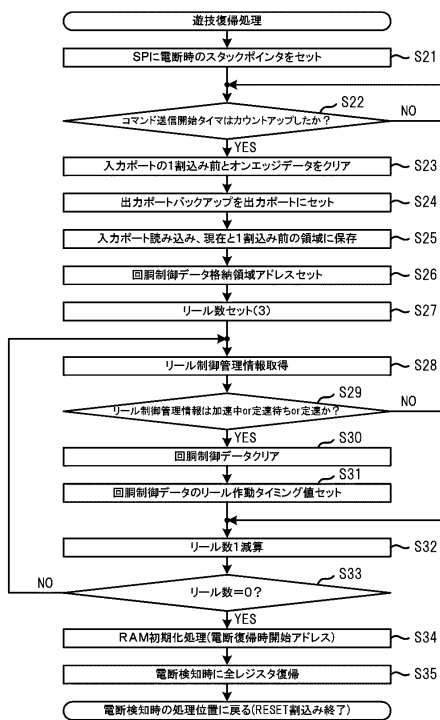 遊技復帰処理
SPに電断時のスタックポインタをセット
S21
S22
コマンド送信開始タイマはカウントアップしたか?
NO
YES
入力ポートの1割込み前とオンエッジデータをクリア
S23
出力ポートバックアップを出力ポートにセット
S24
入力ポート読み込み、現在と1割込み前の領域に保存
S25
回胴制御データ格納領域アドレスセット
S26
リール数セット(3)
S27
リール制御管理情報取得
S28
S29
リール制御管理情報は加速中or定速待ちor定速か?
NO
YES
S30
回胴制御データクリア
S31
回胴制御データのリール作動タイミング値セット
リール数1減算
S32
S33
NO
リール数=0?
YES
RAM初期化処理(電断復帰時開始アドレス)
S34
電断検知時に全レジスタ復帰
S35
電断検知時の処理位置に戻る(RESET割込み終了)